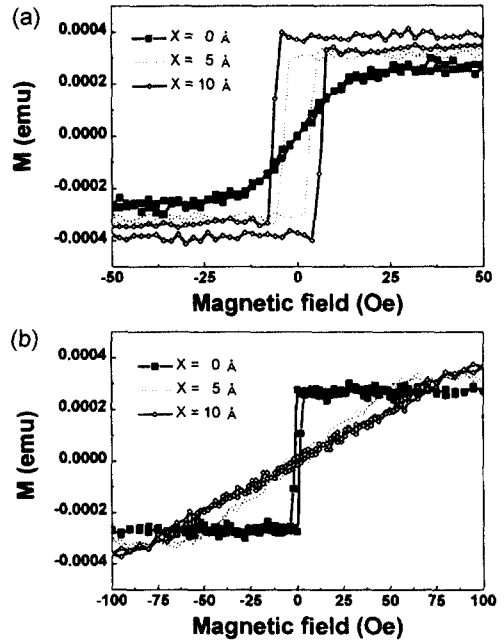 (a)
0.0004
0.0002
0.0000
-0.0002
-0.0004
M (emu)
X = 0 Å
X = 5 Å
X = 10 Å
-50 -25 0 25 50
Magnetic field (Oe)
(b)
0.0004
0.0002
0.0000
-0.0002
-0.0004
M (emu)
X = 0 Å
X = 5 Å
X = 10 Å
-100 -75 -50 -25 0 25 50 75 100
Magnetic field (Oe)